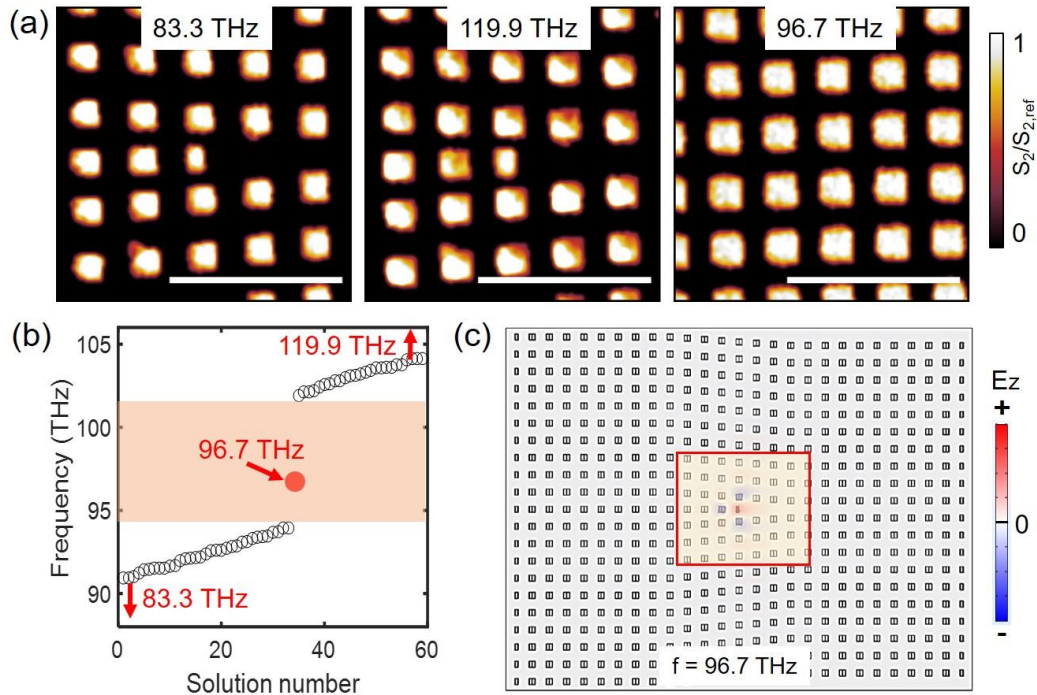 (a)
83.3 THz
119.9 THz
96.7 THz
1
S2/S2,ref
0
(b)
Frequency (THz)
105
100
95
90
119.9 THz
96.7 THz
83.3 THz
0
20
40
60
Solution number
(c)
f = 96.7 THz
Ez
+
0
-